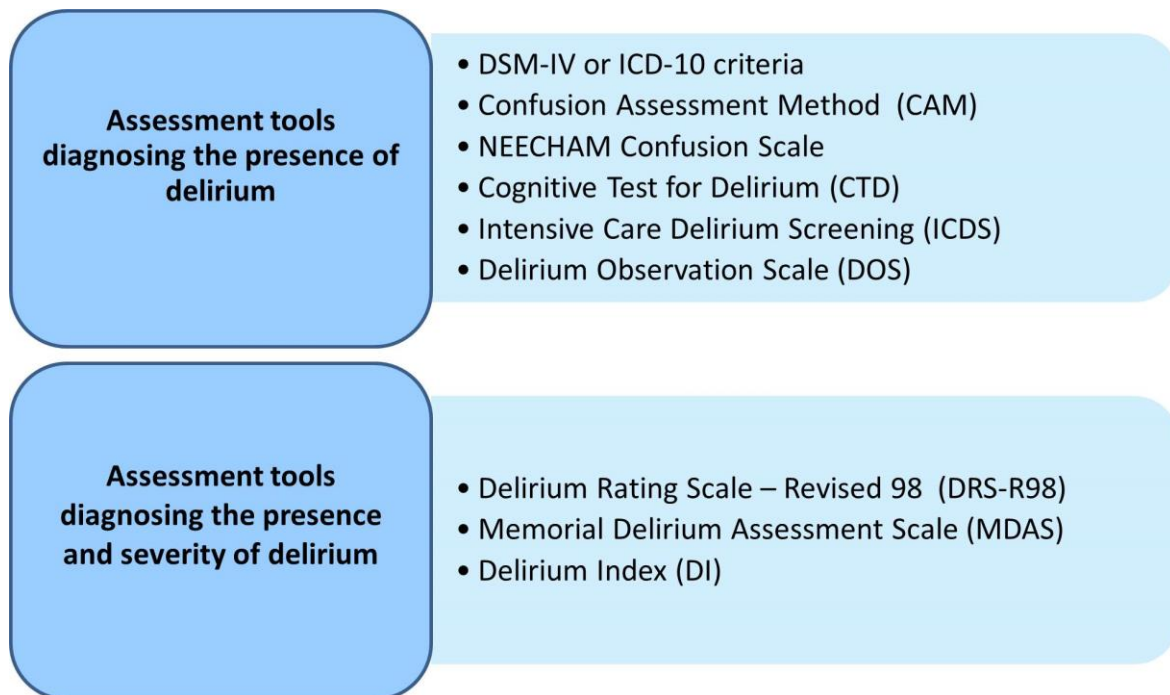 Assessment tools
diagnosing the presence of
delirium
• DSM-IV or ICD-10 criteria
• Confusion Assessment Method  (CAM)
• NEECHAM Confusion Scale
• Cognitive Test for Delirium (CTD)
• Intensive Care Delirium Screening (ICDS)
• Delirium Observation Scale (DOS)
Assessment tools
diagnosing the presence
and severity of delirium
• Delirium Rating Scale – Revised 98  (DRS-R98)
• Memorial Delirium Assessment Scale (MDAS)
• Delirium Index (DI)